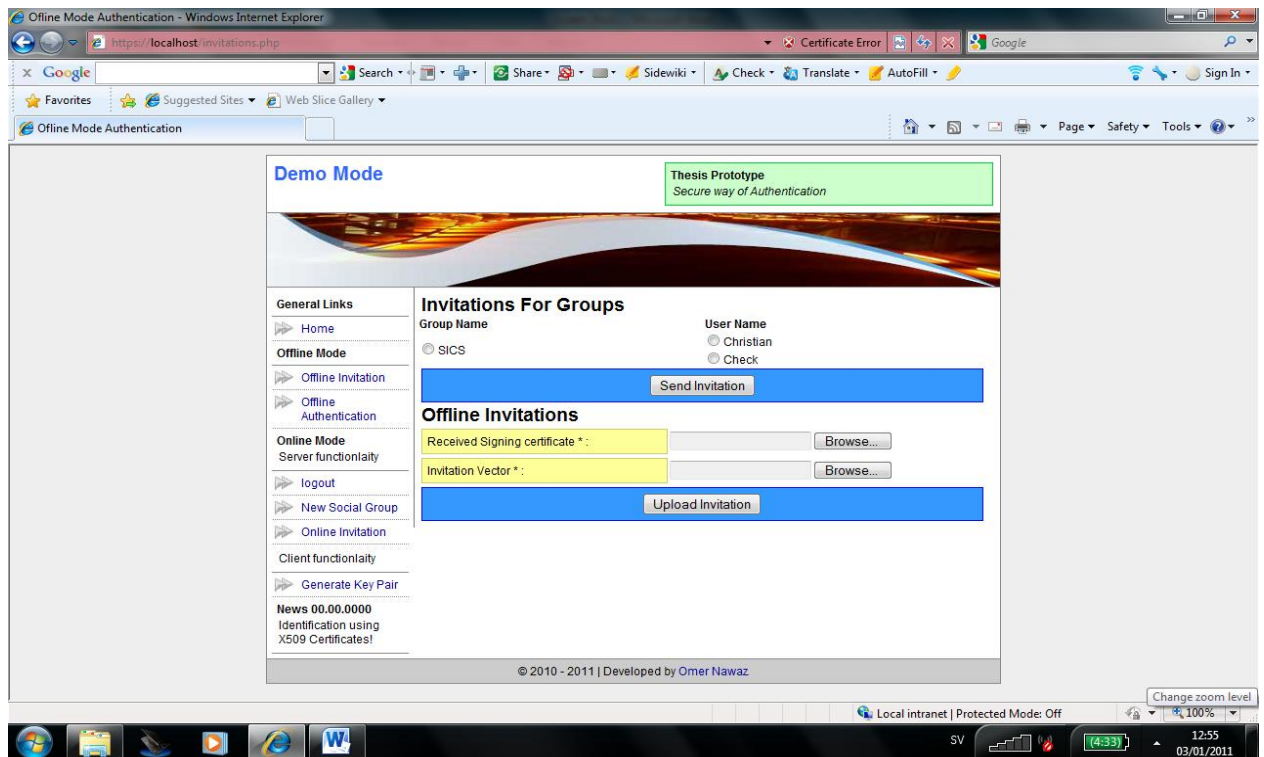 Ofline Mode Authentication - Windows Internet Explorer
https://localhost/invitations.php
Certificate Error
Google
x Google
Search
Share
Sidewiki
Check
Translate
AutoFill
Sign In
Favorites
Suggested Sites
Web Slice Gallery
Ofline Mode Authentication
Page
Safety
Tools
Demo Mode
Thesis Prototype
Secure way of Authentication
General Links
Home
Offline Mode
Offline Invitation
Offline
Authentication
Online Mode
Server functionlaity
logout
New Social Group
Online Invitation
Client functionlaity
Generate Key Pair
News 00.00.0000
Identification using
X509 Certificates!
Invitations For Groups
Group Name
User Name
SICS
Christian
Check
Send Invitation
Offline Invitations
Received Signing certificate * :
Browse...
Invitation Vector * :
Browse...
Upload Invitation
© 2010 - 2011 | Developed by Omer Nawaz
Change zoom level
Local intranet | Protected Mode: Off
100%
SV
(4:33)
12:55
03/01/2011